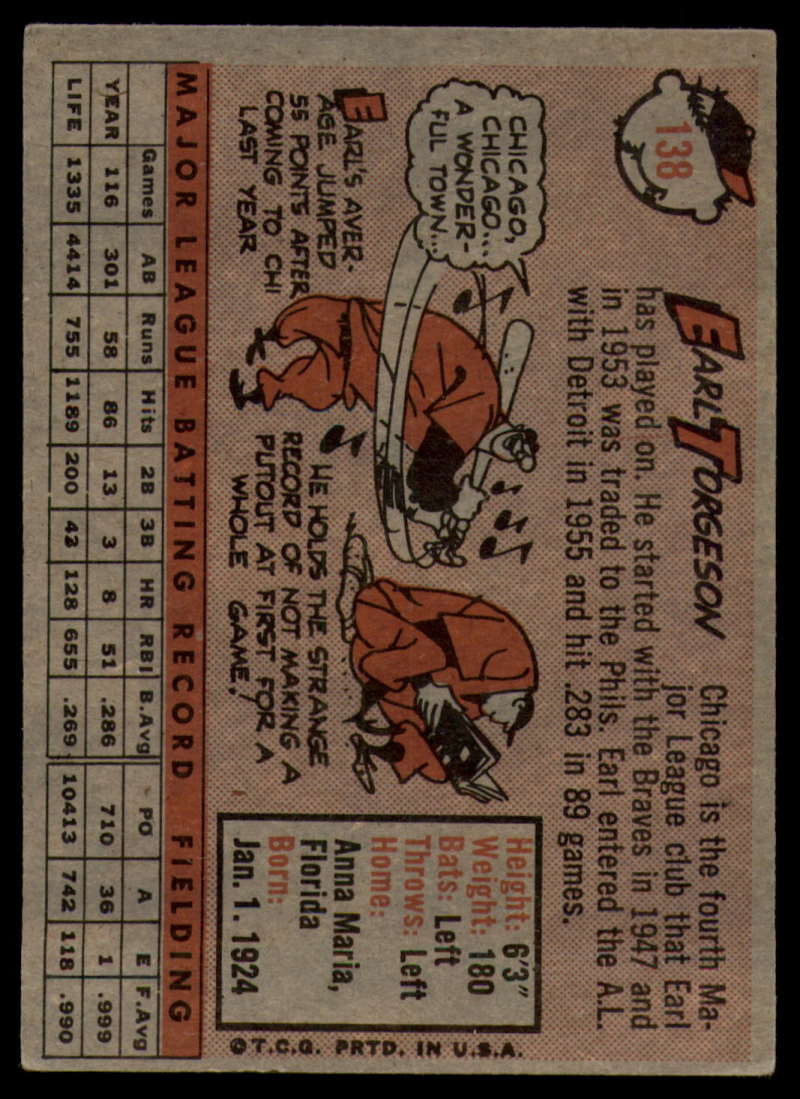 138
EARL TORGESON
Chicago is the fourth Ma-
jor League club that Earl
has played on. He started with the Braves in 1947 and
in 1953 was traded to the Phils. Earl entered the A.L.
with Detroit in 1955 and hit .283 in 89 games.
CHICAGO,
CHICAGO....
A WONDER-
FUL TOWN...
EARL'S AVER-
AGE JUMPED
55 POINTS AFTER
COMING TO CHI
LAST YEAR
HE HOLDS THE STRANGE
RECORD OF NOT MAKING A
PUTOUT AT FIRST FOR A
WHOLE GAME!
Height: 6'3"
Weight: 180
Bats: Left
Throws: Left
Home:
Anna Maria,
Florida
Born:
Jan. 1. 1924
©T.C.G. PRTD. IN U.S.A.
MAJOR LEAGUE BATTING RECORD FIELDING
Games AB Runs Hits 2B 3B HR RBI B.Avg PO A E F.Avg
YEAR 116 301 58 86 13 3 8 51 .286 710 36 1 .999
LIFE 1335 4414 755 1189 200 42 128 655 .269 10413 742 118 .990